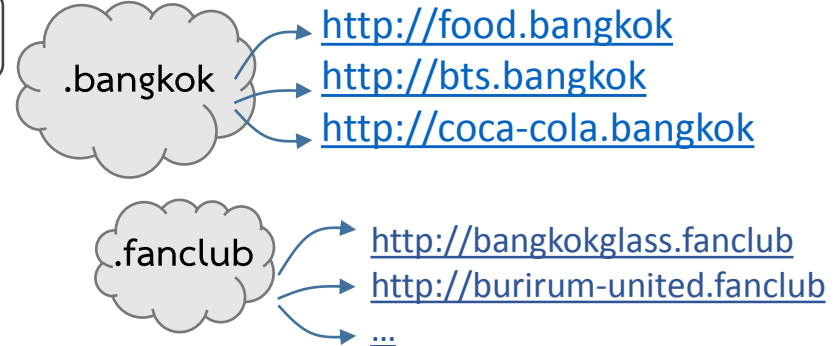 .bangkok
http://food.bangkok
http://bts.bangkok
http://coca-cola.bangkok
.fanclub
http://bangkokglass.fanclub
http://burirum-united.fanclub
...